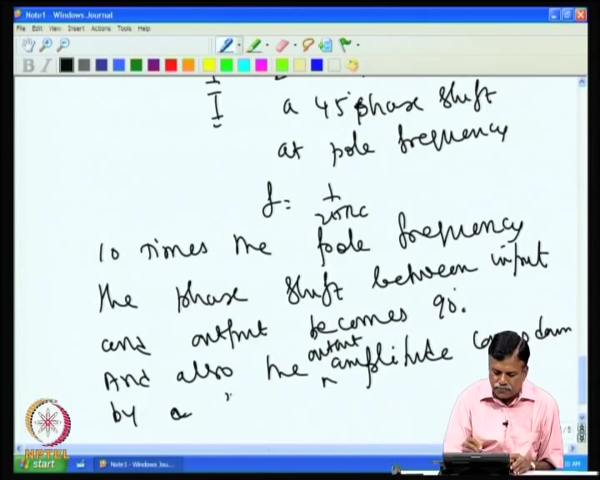 Note1 - Windows Journal
File Edit View Insert Actions Tools Help
a 45° phase shift
at pole frequency
f = 1
2πRC
10 times the pole frequency
the phase shift between input
and output becomes 90°.
And also the output amplitude comes down
by a
NPTEL
start
Note1 - Windows Jou...